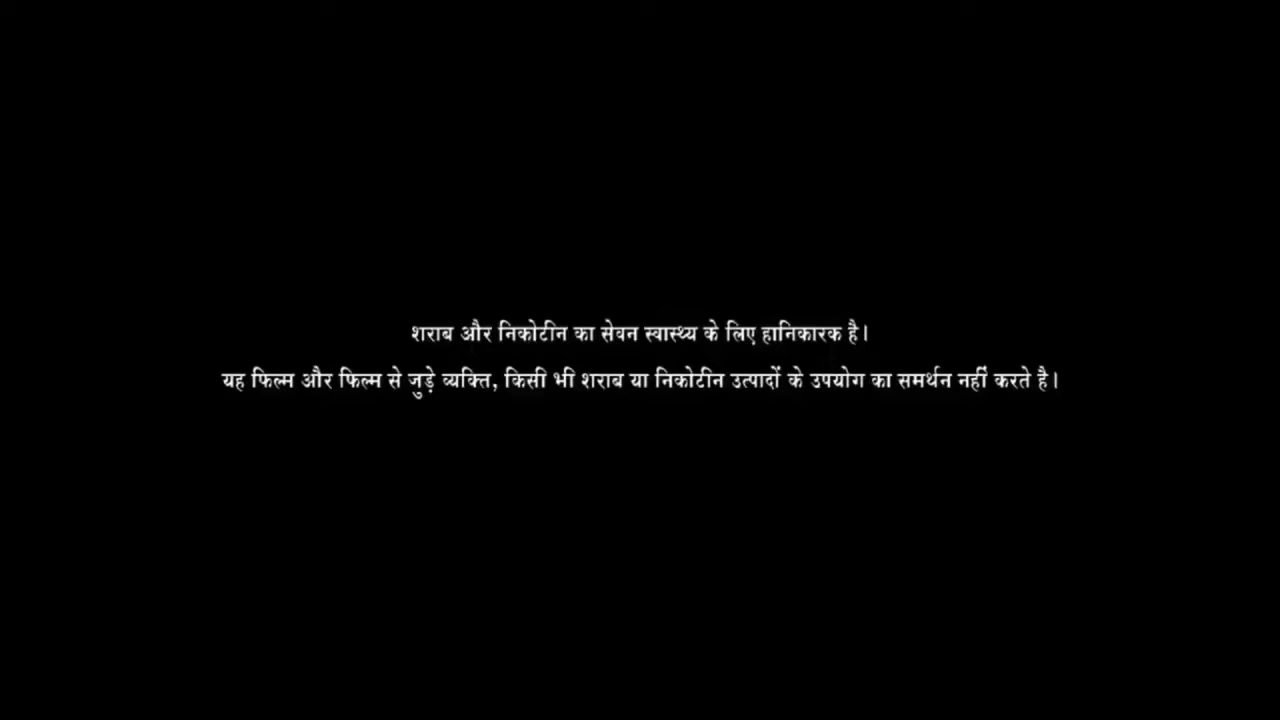 शराब और निकोटीन का सेवन स्वास्थ्य के लिए हानिकारक है।
यह फिल्म और फिल्म से जुड़े व्यक्ति, किसी भी शराब या निकोटीन उत्पादों के उपयोग का समर्थन नहीं करते है।